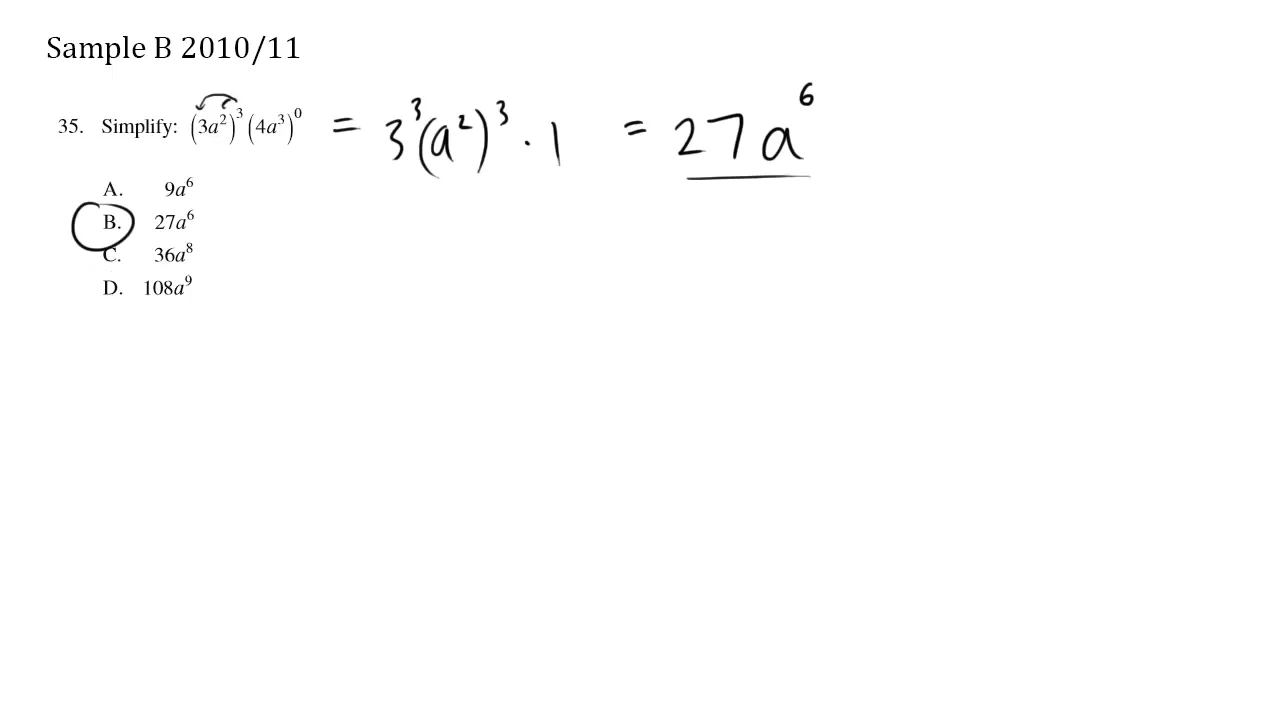 Sample B 2010/11
35. Simplify: (3a²)³(4a³)⁰ = 3³(a²)³ · 1 = 27a⁶
A. 9a⁶
B. 27a⁶
C. 36a⁸
D. 108a⁹